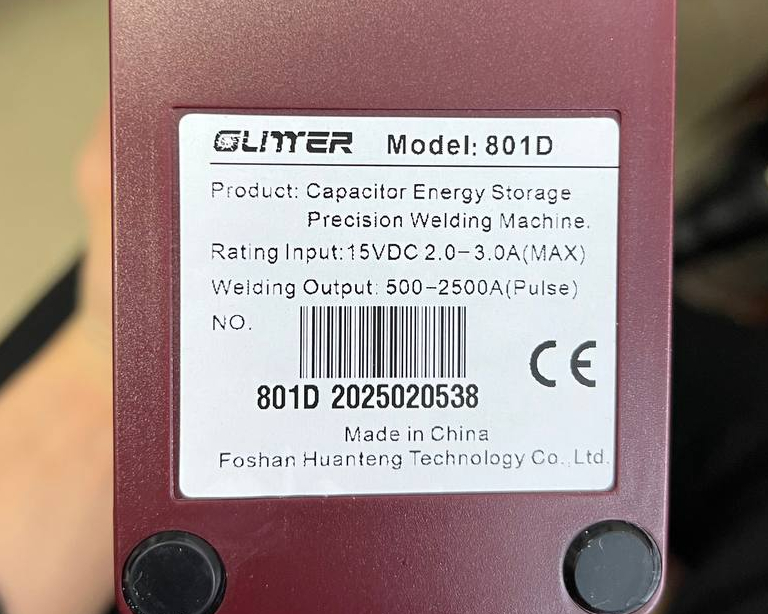 GLITTER Model: 801D
Product: Capacitor Energy Storage
Precision Welding Machine.
Rating Input:15VDC 2.0-3.0A(MAX)
Welding Output: 500-2500A(Pulse)
NO.
801D 2025020538
CE
Made in China
Foshan Huanteng Technology Co.,Ltd.